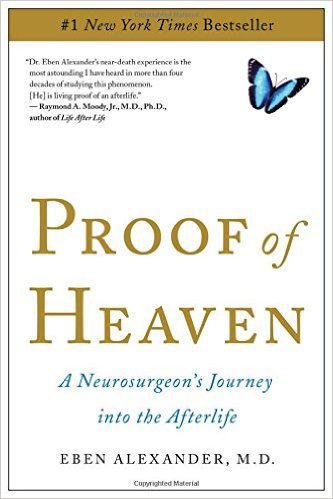 #1 New York Times Bestseller
"Dr. Eben Alexander's near-death experience is the
most astounding I have heard in more than four
decades of studying this phenomenon.
[He] is living proof of an afterlife."
—Raymond A. Moody, Jr., M.D., Ph.D.,
author of Life After Life
PROOF of
HEAVEN
A Neurosurgeon's Journey
into the Afterlife
EBEN ALEXANDER, M.D.